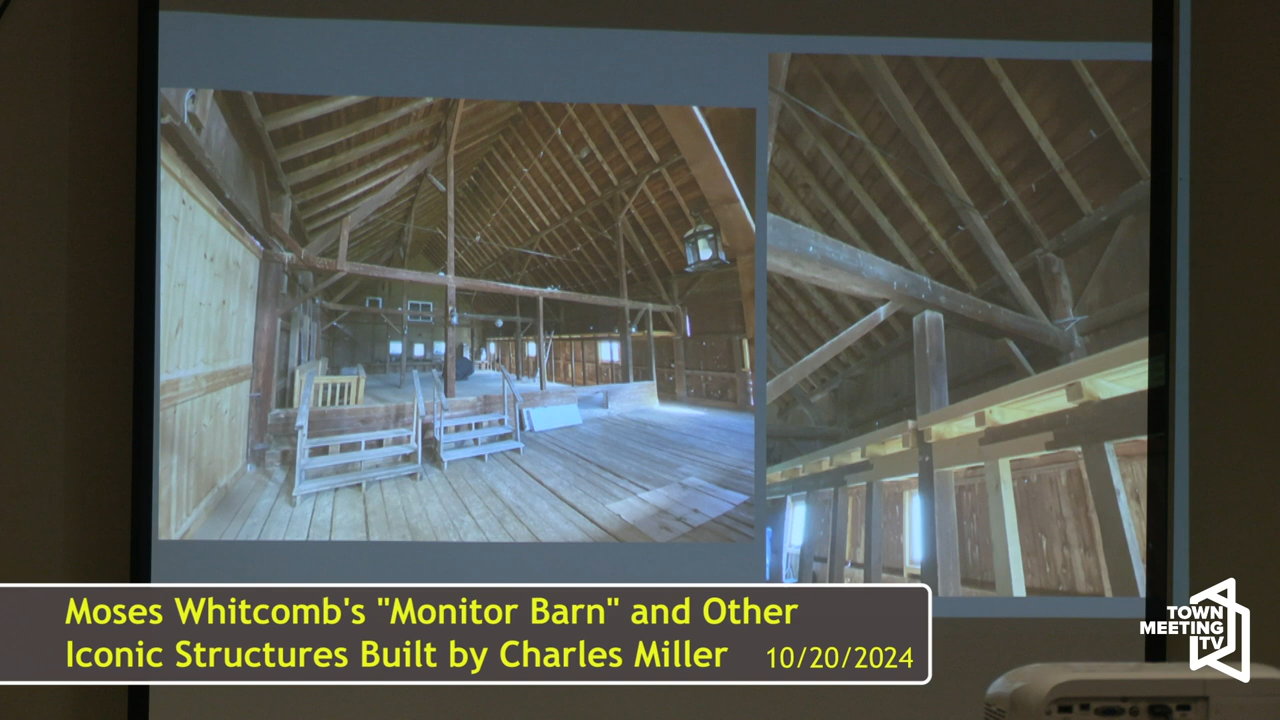 Moses Whitcomb's "Monitor Barn" and Other
Iconic Structures Built by Charles Miller 10/20/2024
TOWN
MEETING
TV